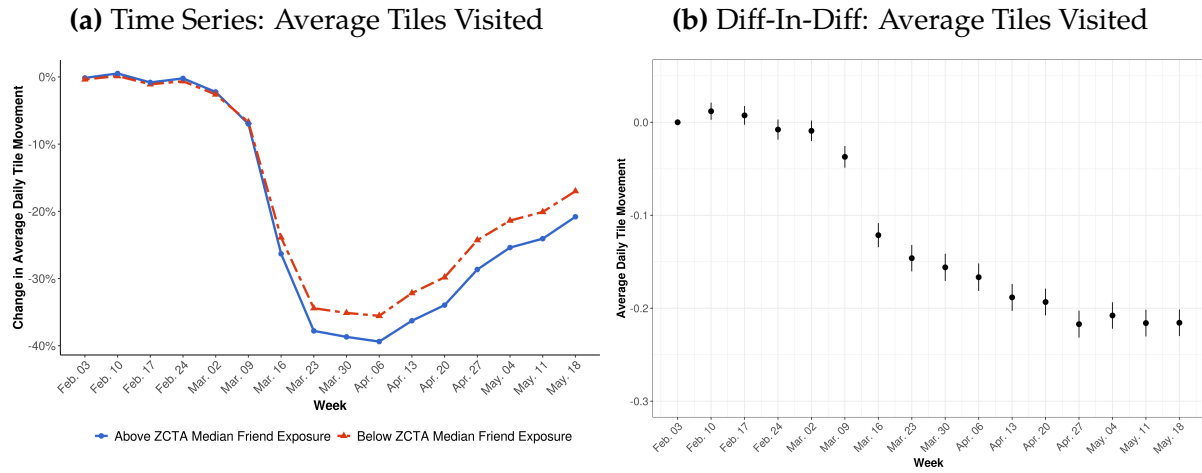 (a) Time Series: Average Tiles Visited
0%
-10%
-20%
-30%
-40%
Change in Average Daily Tile Movement
Feb. 03
Feb. 10
Feb. 17
Feb. 24
Mar. 02
Mar. 09
Mar. 16
Mar. 23
Mar. 30
Apr. 06
Apr. 13
Apr. 20
Apr. 27
May. 04
May. 11
May. 18
Week
Above ZCTA Median Friend Exposure
Below ZCTA Median Friend Exposure
(b) Diff-In-Diff: Average Tiles Visited
0.0
-0.1
-0.2
-0.3
Average Daily Tile Movement
Feb. 03
Feb. 10
Feb. 17
Feb. 24
Mar. 02
Mar. 09
Mar. 16
Mar. 23
Mar. 30
Apr. 06
Apr. 13
Apr. 20
Apr. 27
May. 04
May. 11
May. 18
Week